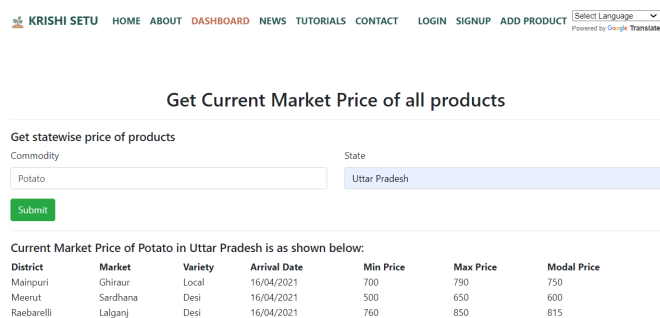 KRISHI SETU HOME ABOUT DASHBOARD NEWS TUTORIALS CONTACT LOGIN SIGNUP ADD PRODUCT Select Language
Powered by Google Translate
Get Current Market Price of all products
Get statewise price of products
Commodity State
Potato Uttar Pradesh
Submit
Current Market Price of Potato in Uttar Pradesh is as shown below:
District Market Variety Arrival Date Min Price Max Price Modal Price
Mainpuri Ghiraur Local 16/04/2021 700 790 750
Meerut Sardhana Desi 16/04/2021 500 650 600
Raebarelli Lalganj Desi 16/04/2021 760 850 815